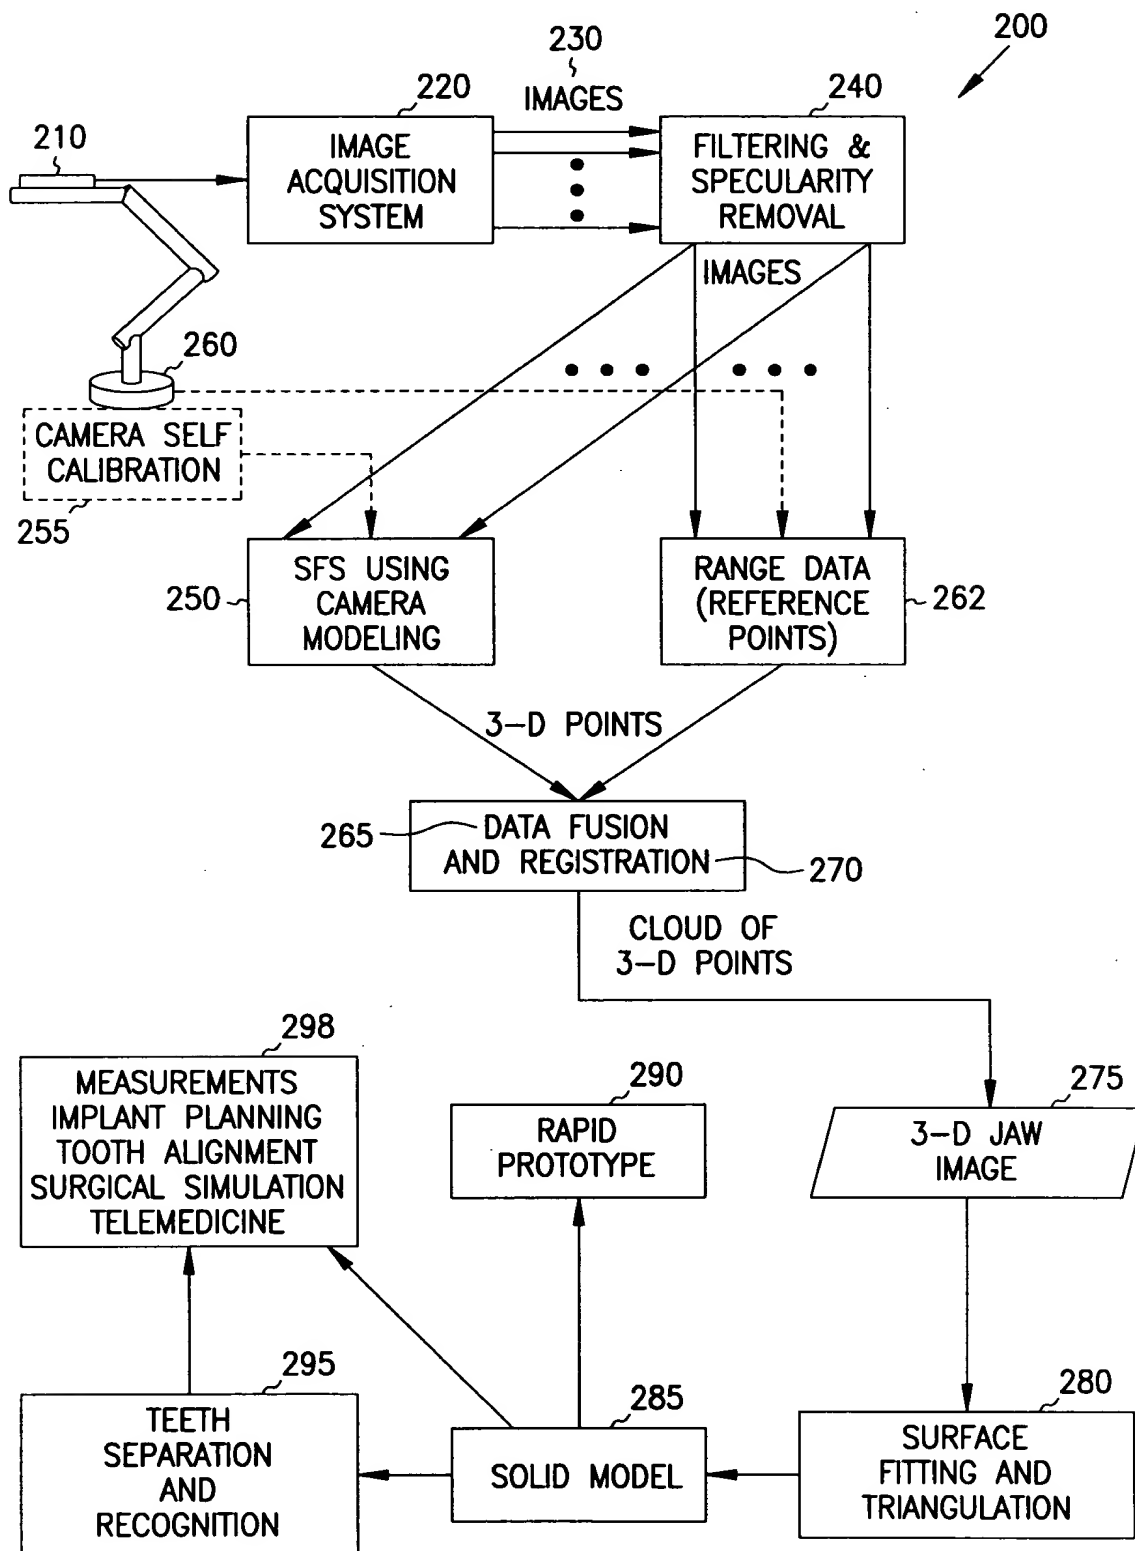 200
230
IMAGES
220
240
210
IMAGE
ACQUISITION
SYSTEM
FILTERING &
SPECULARITY
REMOVAL
IMAGES
260
CAMERA SELF
CALIBRATION
255
250
SFS USING
CAMERA
MODELING
RANGE DATA
(REFERENCE
POINTS)
262
3-D POINTS
265
DATA FUSION
AND REGISTRATION
270
CLOUD OF
3-D POINTS
298
MEASUREMENTS
IMPLANT PLANNING
TOOTH ALIGNMENT
SURGICAL SIMULATION
TELEMEDICINE
290
RAPID
PROTOTYPE
275
3-D JAW
IMAGE
295
TEETH
SEPARATION
AND
RECOGNITION
285
SOLID MODEL
280
SURFACE
FITTING AND
TRIANGULATION